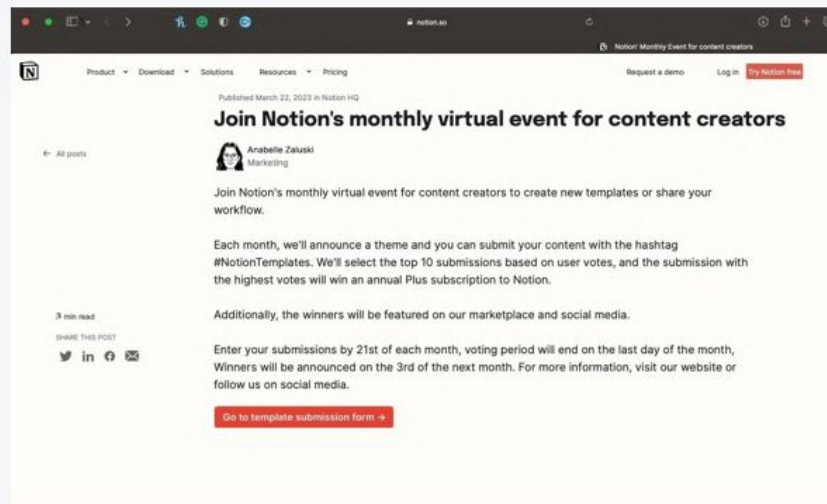 notion.so
Notion' Monthly Event for content creators
Product
Download
Solutions
Resources
Pricing
Request a demo
Log in
Try Notion free
Published March 22, 2023 in Notion HQ
Join Notion's monthly virtual event for content creators
← All posts
Anabelle Zaluski
Marketing
Join Notion's monthly virtual event for content creators to create new templates or share your
workflow.
Each month, we'll announce a theme and you can submit your content with the hashtag
#NotionTemplates. We'll select the top 10 submissions based on user votes, and the submission with
the highest votes will win an annual Plus subscription to Notion.
Additionally, the winners will be featured on our marketplace and social media.
3 min read
SHARE THIS POST
Enter your submissions by 21st of each month, voting period will end on the last day of the month,
Winners will be announced on the 3rd of the next month. For more information, visit our website or
follow us on social media.
Go to template submission form →